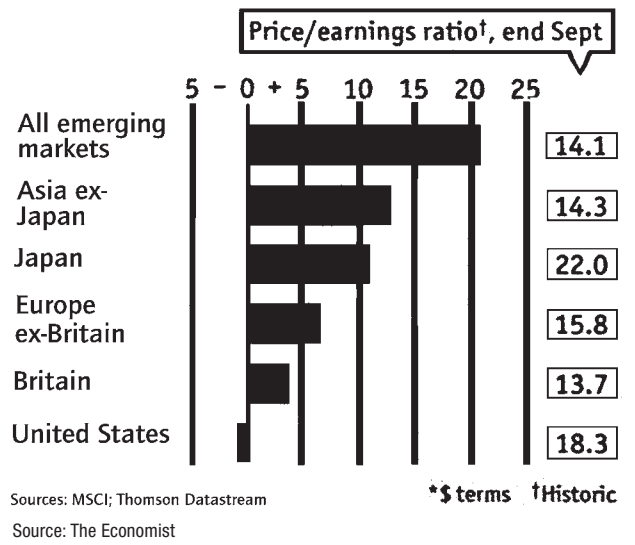 Price/earnings ratio†, end Sept
5 – 0 + 5 10 15 20 25
All emerging
markets
14.1
Asia ex-
Japan
14.3
Japan
22.0
Europe
ex-Britain
15.8
Britain
13.7
United States
18.3
Sources: MSCI; Thomson Datastream
*$ terms †Historic
Source: The Economist